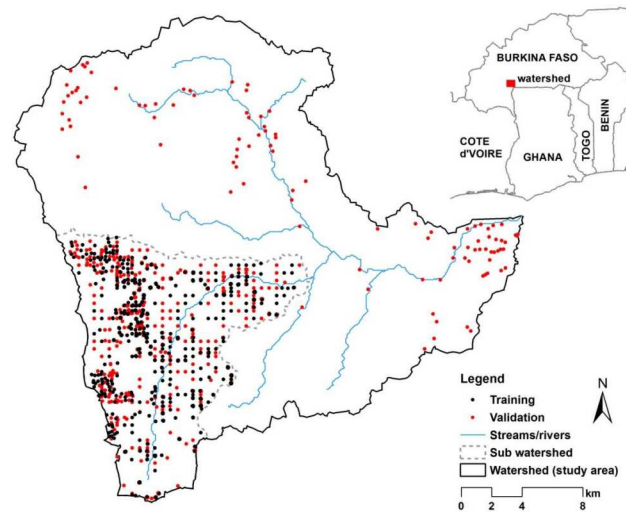 BURKINA FASO
watershed
COTE
d'VOIRE
GHANA
TOGO
BENIN
Legend
Training
Validation
Streams/rivers
Sub watershed
Watershed (study area)
N
km
0 2 4 8